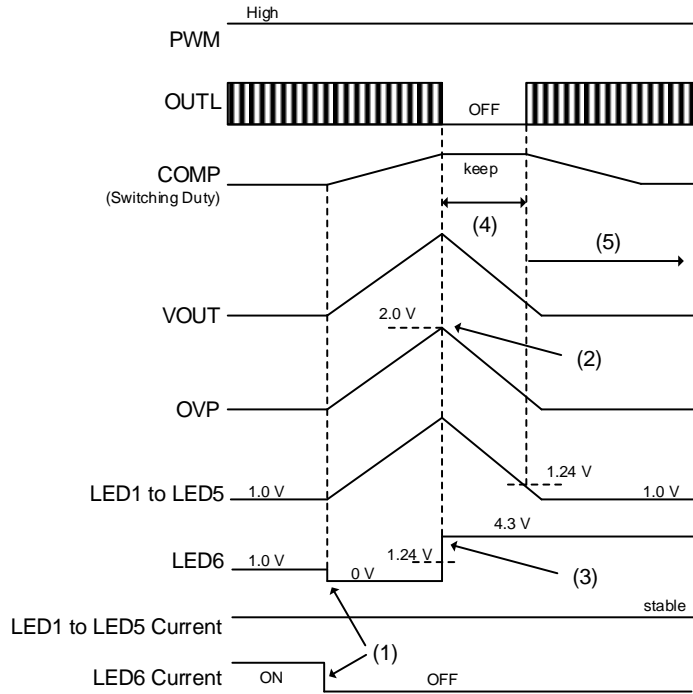 High
PWM
OUTL
OFF
COMP
(Switching Duty)
keep
(4)
(5)
VOUT
2.0 V
(2)
OVP
1.24 V
LED1 to LED5
1.0 V
1.0 V
4.3 V
LED6
1.0 V
1.24 V
0 V
(3)
stable
LED1 to LED5 Current
(1)
LED6 Current
ON
OFF